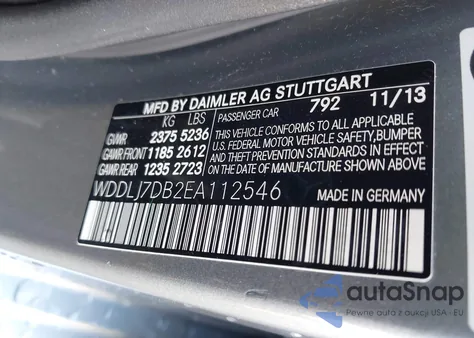 MFD BY DAIMLER AG STUTTGART
KG LBS PASSENGER CAR 792 11/13
GVWR 2375 5236 THIS VEHICLE CONFORMS TO ALL APPLICABLE
GAWR FRONT 1185 2612 U.S. FEDERAL MOTOR VEHICLE SAFETY, BUMPER
GAWR REAR 1235 2723 AND THEFT PREVENTION STANDARDS IN EFFECT
ON THE DATE OF MANUFACTURE SHOWN ABOVE.
WDDLJ7DB2EA112546 MADE IN GERMANY
autoSnap
Pewne auta z aukcji USA - EU